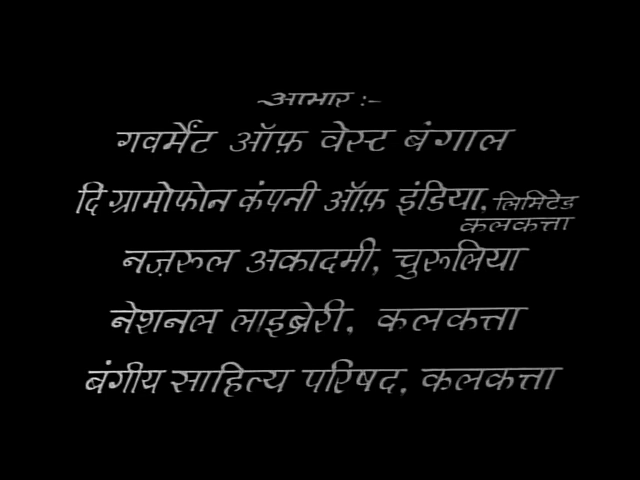 आभार :-
गवर्मेंट ऑफ़ वेस्ट बंगाल
दि ग्रामोफोन कंपनी ऑफ़ इंडिया, लिमिटेड
कलकत्ता
नज़रुल अकादमी, चुरूलिया
नेशनल लाइब्रेरी, कलकत्ता
बंगीय साहित्य परिषद, कलकत्ता